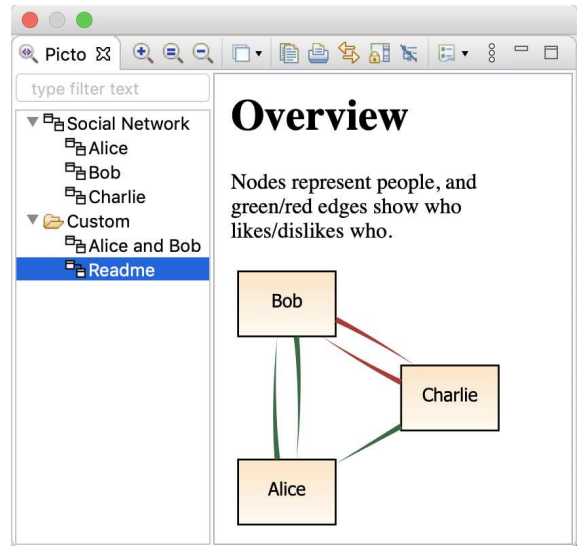 Picto
type filter text
Social Network
Alice
Bob
Charlie
Custom
Alice and Bob
Readme
Overview
Nodes represent people, and
green/red edges show who
likes/dislikes who.
Bob
Charlie
Alice